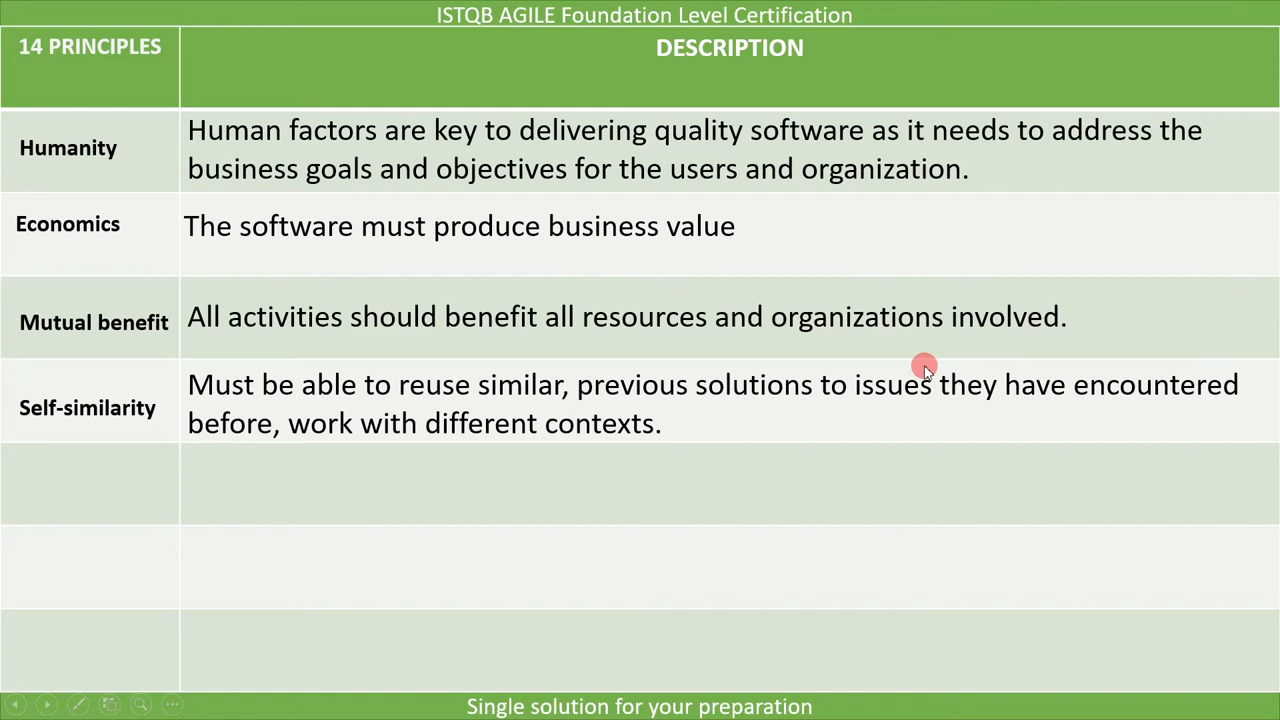 ISTQB AGILE Foundation Level Certification
14 PRINCIPLES
DESCRIPTION
Humanity
Human factors are key to delivering quality software as it needs to address the
business goals and objectives for the users and organization.
Economics
The software must produce business value
Mutual benefit
All activities should benefit all resources and organizations involved.
Self-similarity
Must be able to reuse similar, previous solutions to issues they have encountered
before, work with different contexts.
Single solution for your preparation